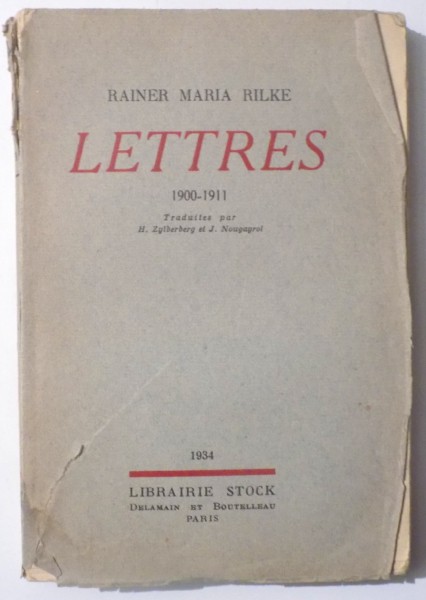 RAINER MARIA RILKE
LETTRES
1900-1911
Traduites par
H. Zylberberg et J. Nougayrol
1934
LIBRAIRIE STOCK
DELAMAIN ET BOUTELLEAU
PARIS